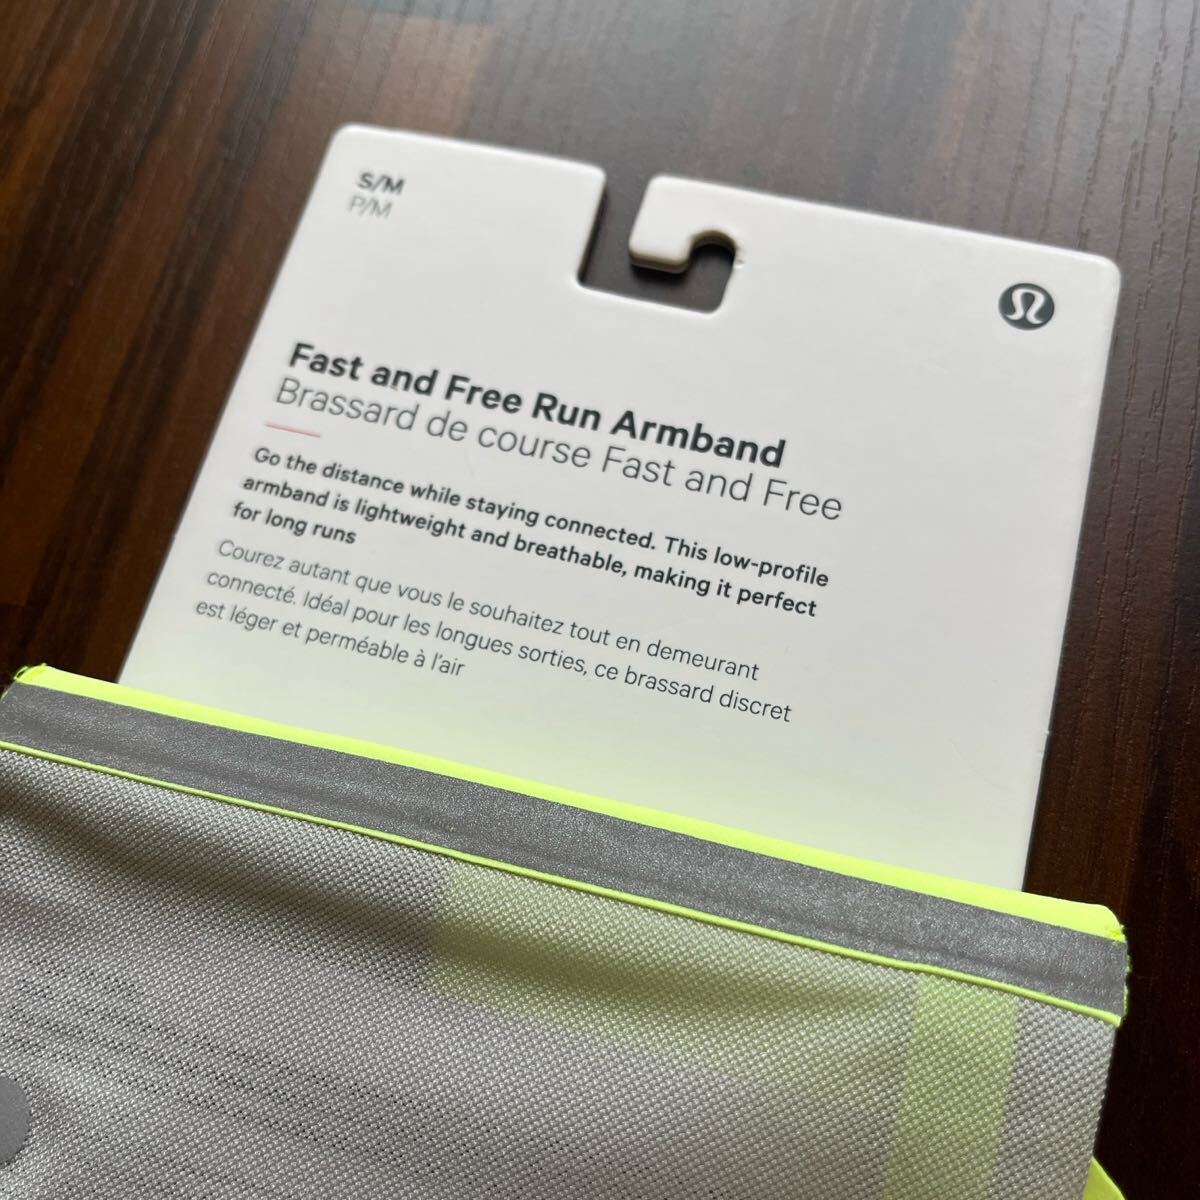 S/M
P/M
Fast and Free Run Armband
Brassard de course Fast and Free
Go the distance while staying connected. This low-profile
armband is lightweight and breathable, making it perfect
for long runs
Courez autant que vous le souhaitez tout en demeurant
connecté. Idéal pour les longues sorties, ce brassard discret
est léger et perméable à l'air